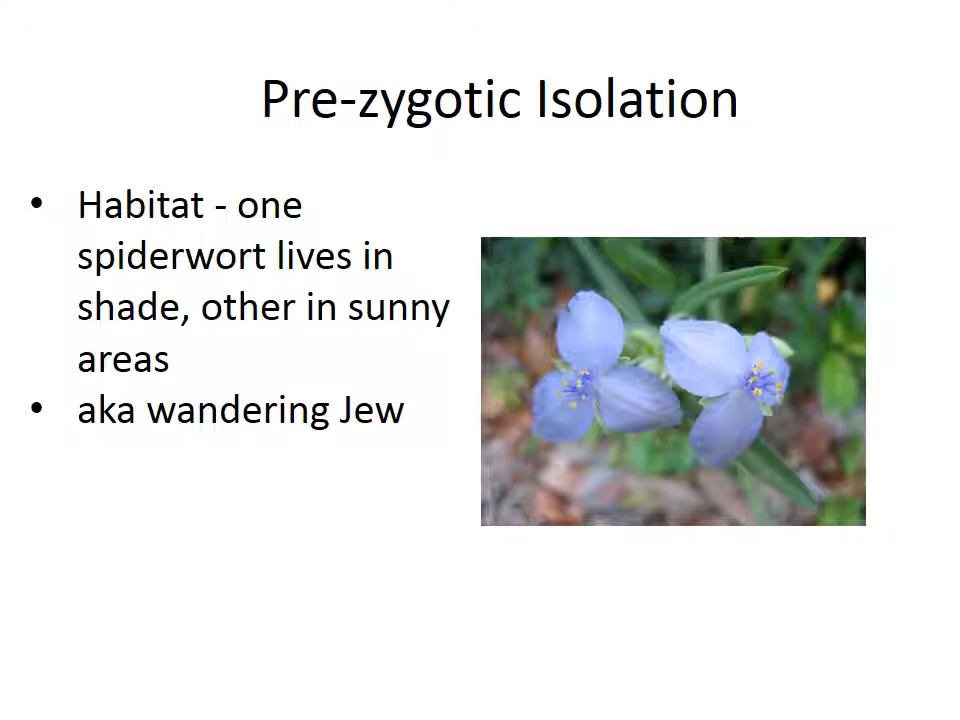 Pre-zygotic Isolation
• Habitat - one
spiderwort lives in
shade, other in sunny
areas
• aka wandering Jew